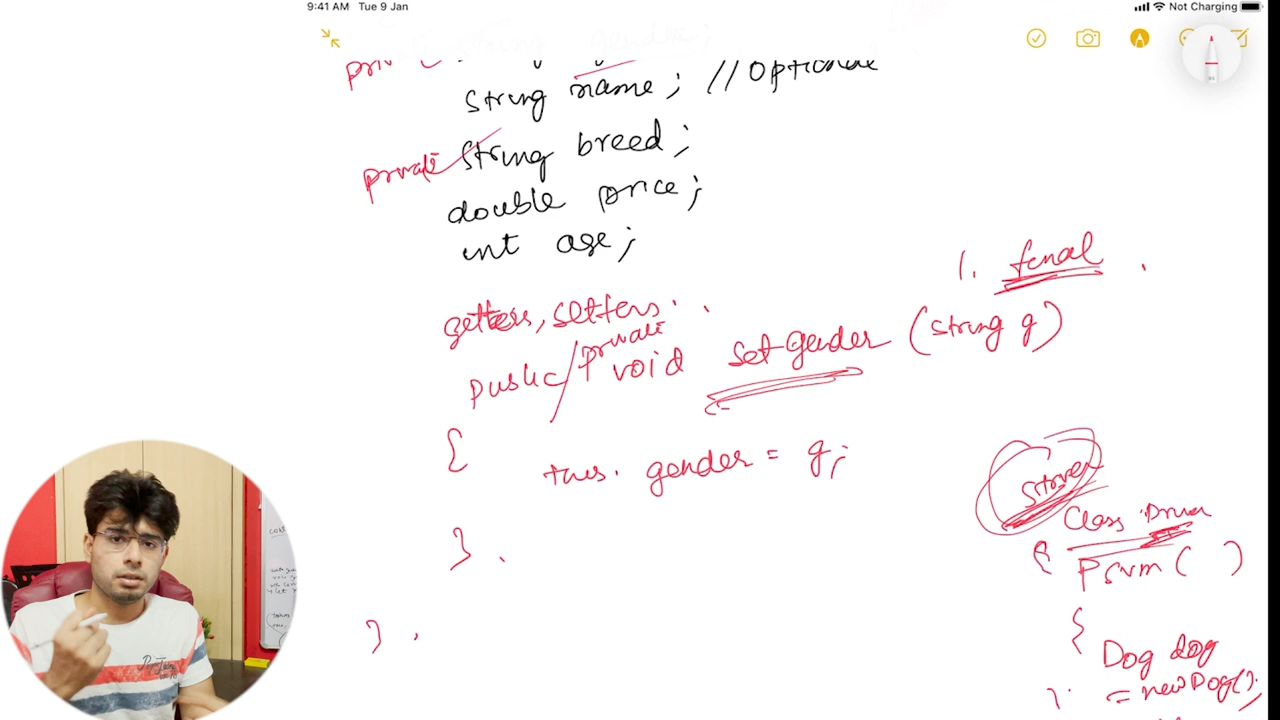 9:41 AM Tue 9 Jan
Not Charging
String name; // Optional
private String breed;
double price;
int age;
1. final
getters, setters.
public/private void setgender (string g)
{
this. gender = g;
}
}
Class Driver
{ Psvm ( )
{
Dog dog
= new Dog();
}